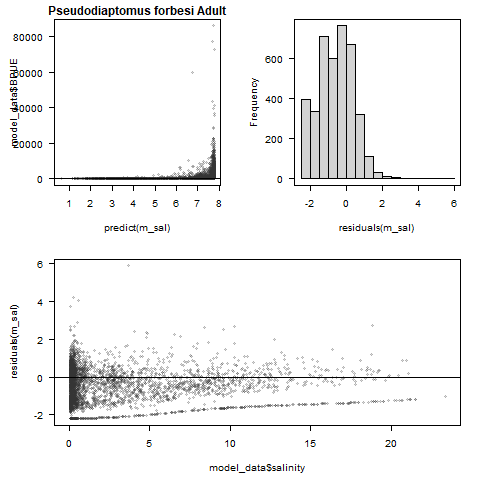 Pseudodiaptomus forbesi Adult
model_data$BPUE
80000
60000
40000
20000
0
1 2 3 4 5 6 7 8
predict(m_sal)
Frequency
600
400
200
0
-2 0 2 4 6
residuals(m_sal)
residuals(m_sal)
6
4
2
0
-2
0 5 10 15 20
model_data$salinity